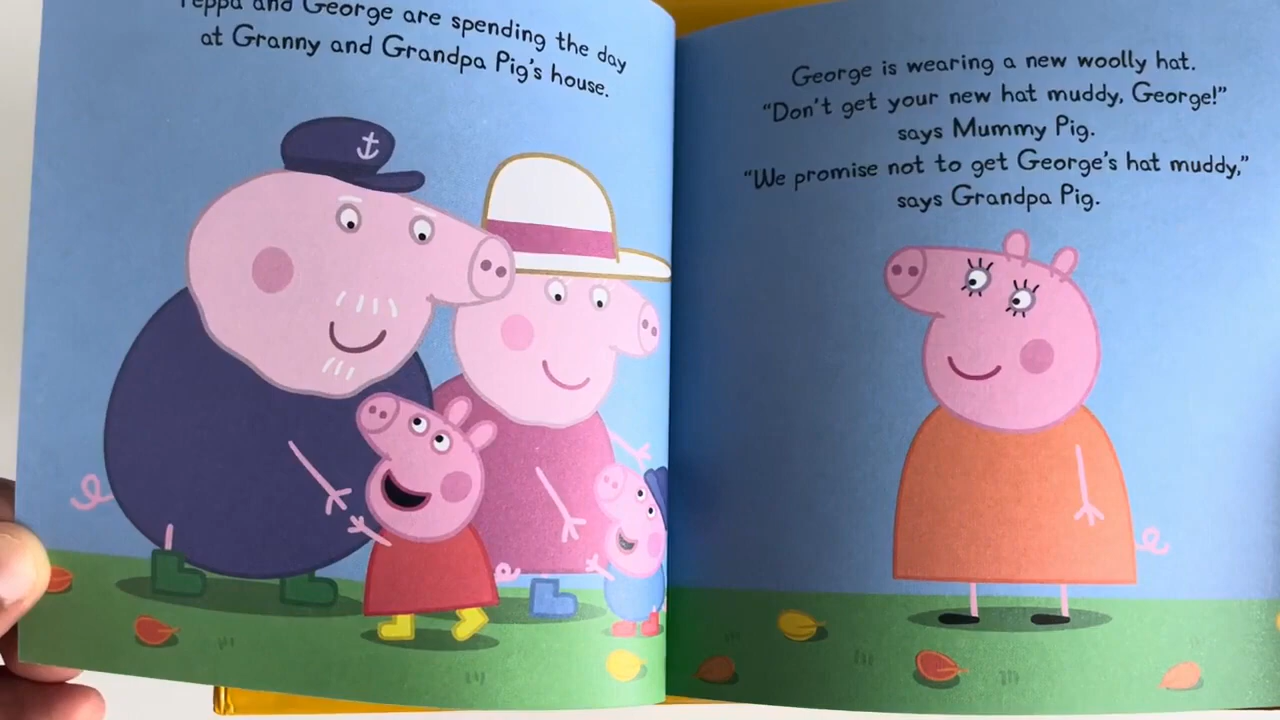 Peppa and George are spending the day
at Granny and Grandpa Pig's house.
George is wearing a new woolly hat.
"Don't get your new hat muddy, George!"
says Mummy Pig.
"We promise not to get George's hat muddy,"
says Grandpa Pig.